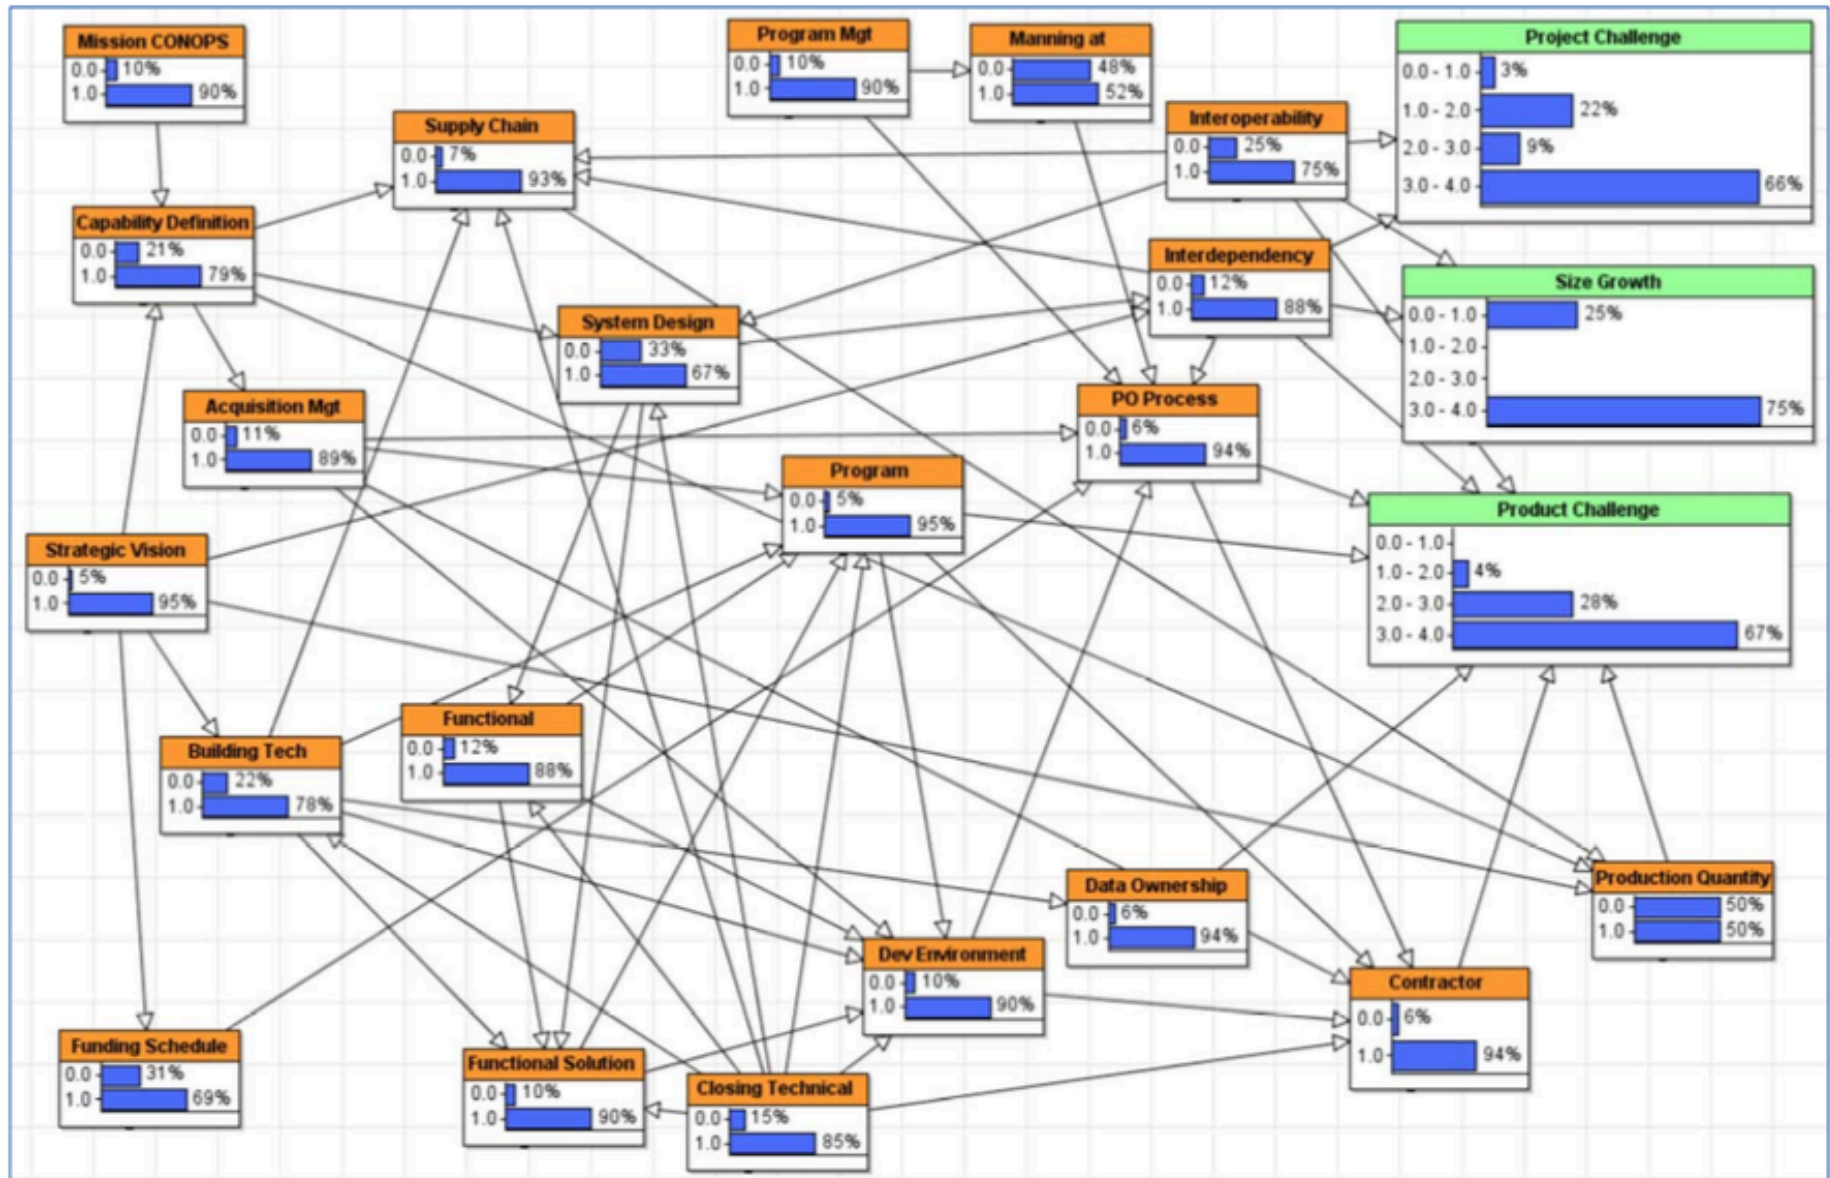 Mission CONOPS
0.0 10%
1.0 90%
Program Mgt
0.0 10%
1.0 90%
Manning at
0.0 48%
1.0 52%
Project Challenge
0.0 - 1.0 3%
1.0 - 2.0 22%
2.0 - 3.0 9%
3.0 - 4.0 66%
Supply Chain
0.0 7%
1.0 93%
Interoperability
0.0 25%
1.0 75%
Capability Definition
0.0 21%
1.0 79%
Interdependency
0.0 12%
1.0 88%
Size Growth
0.0 - 1.0 25%
1.0 - 2.0
2.0 - 3.0
3.0 - 4.0 75%
System Design
0.0 33%
1.0 67%
Acquisition Mgt
0.0 11%
1.0 89%
PO Process
0.0 6%
1.0 94%
Program
0.0 5%
1.0 95%
Product Challenge
0.0 - 1.0
1.0 - 2.0 4%
2.0 - 3.0 28%
3.0 - 4.0 67%
Strategic Vision
0.0 5%
1.0 95%
Functional
0.0 12%
1.0 88%
Building Tech
0.0 22%
1.0 78%
Data Ownership
0.0 6%
1.0 94%
Production Quantity
0.0 50%
1.0 50%
Dev Environment
0.0 10%
1.0 90%
Contractor
0.0 6%
1.0 94%
Funding Schedule
0.0 31%
1.0 69%
Functional Solution
0.0 10%
1.0 90%
Closing Technical
0.0 15%
1.0 85%